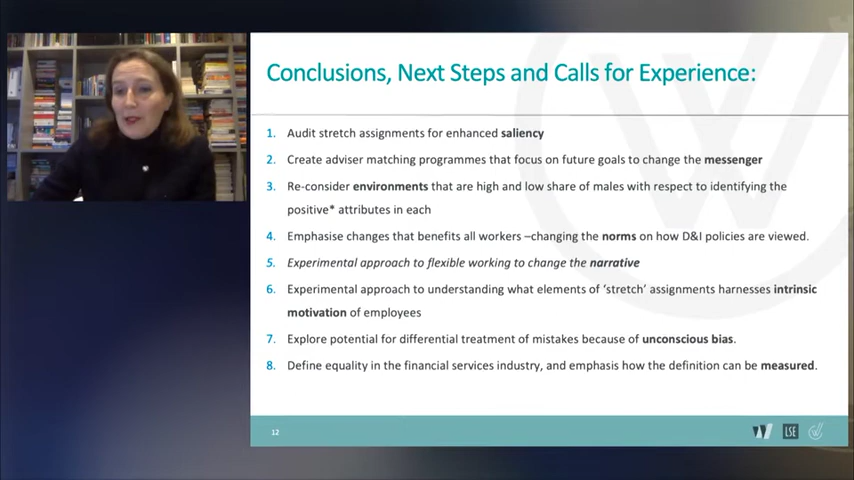 Conclusions, Next Steps and Calls for Experience:
1. Audit stretch assignments for enhanced saliency
2. Create adviser matching programmes that focus on future goals to change the messenger
3. Re-consider environments that are high and low share of males with respect to identifying the
positive* attributes in each
4. Emphasise changes that benefits all workers –changing the norms on how D&I policies are viewed.
5. Experimental approach to flexible working to change the narrative
6. Experimental approach to understanding what elements of ‘stretch’ assignments harnesses intrinsic
motivation of employees
7. Explore potential for differential treatment of mistakes because of unconscious bias.
8. Define equality in the financial services industry, and emphasis how the definition can be measured.
12
LSE